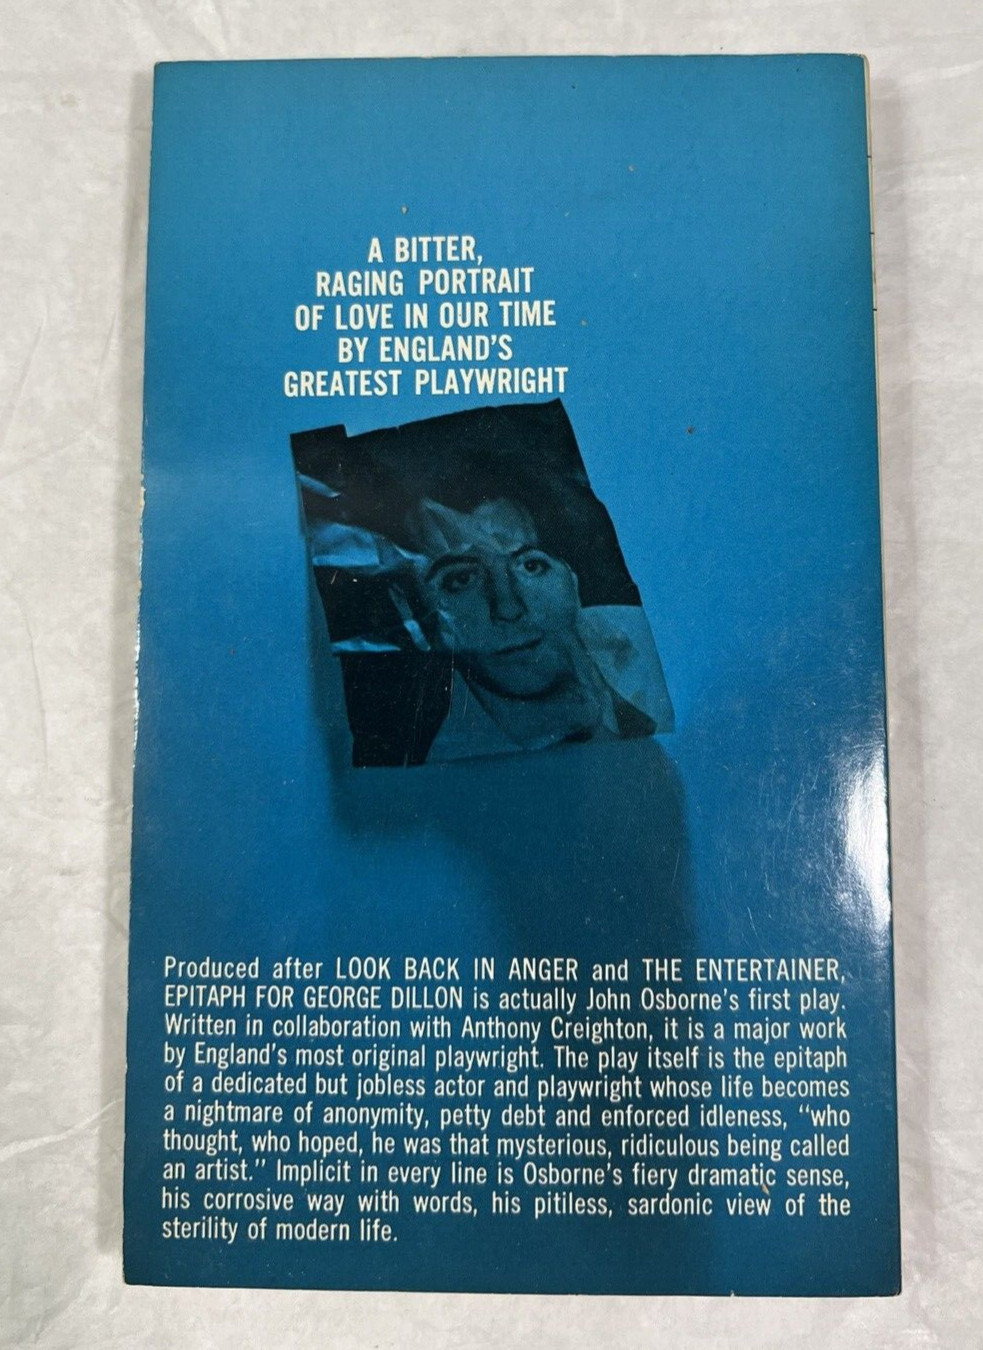 A BITTER,
RAGING PORTRAIT
OF LOVE IN OUR TIME
BY ENGLAND'S
GREATEST PLAYWRIGHT
Produced after LOOK BACK IN ANGER and THE ENTERTAINER,
EPITAPH FOR GEORGE DILLON is actually John Osborne's first play.
Written in collaboration with Anthony Creighton, it is a major work
by England's most original playwright. The play itself is the epitaph
of a dedicated but jobless actor and playwright whose life becomes
a nightmare of anonymity, petty debt and enforced idleness, "who
thought, who hoped, he was that mysterious, ridiculous being called
an artist." Implicit in every line is Osborne's fiery dramatic sense,
his corrosive way with words, his pitiless, sardonic view of the
sterility of modern life.